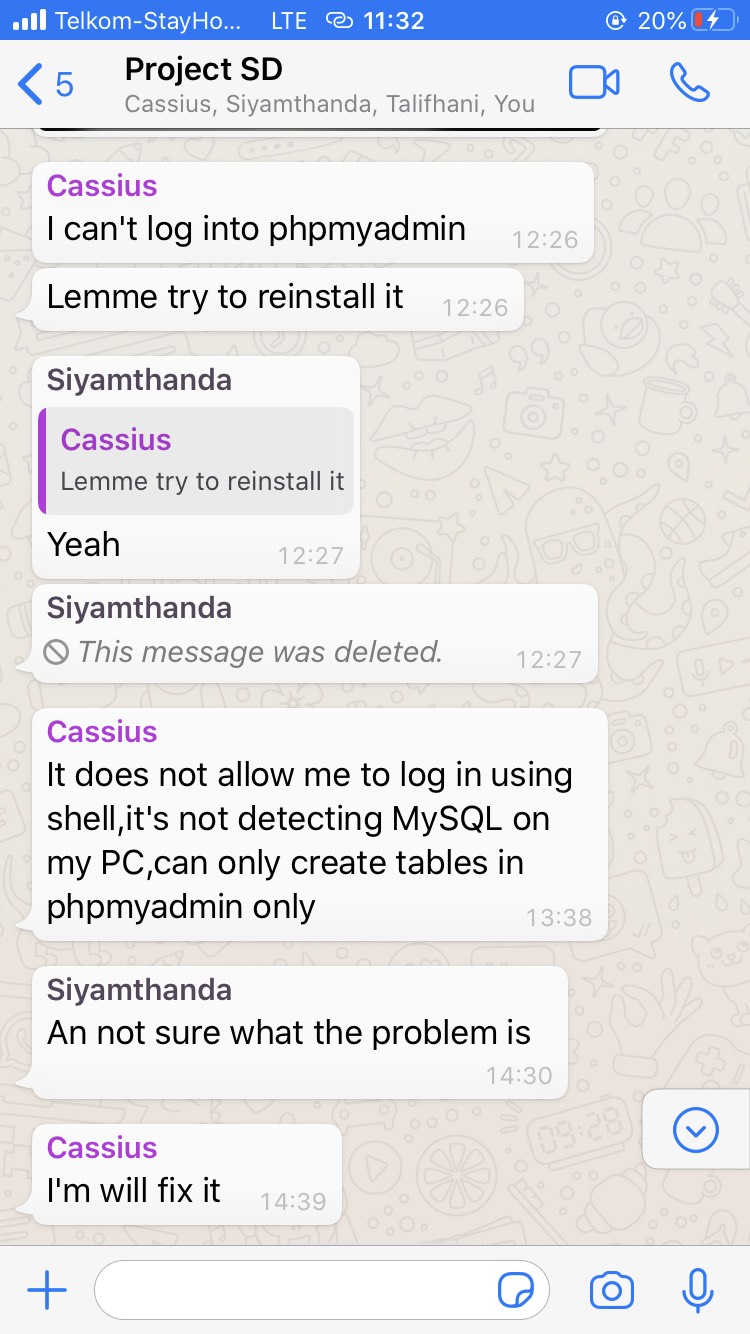 Telkom-StayHo... LTE 11:32 20%
5 Project SD
Cassius, Siyamthanda, Talifhani, You
Cassius
I can't log into phpmyadmin 12:26
Lemme try to reinstall it 12:26
Siyamthanda
Cassius
Lemme try to reinstall it
Yeah 12:27
Siyamthanda
This message was deleted. 12:27
Cassius
It does not allow me to log in using
shell,it's not detecting MySQL on
my PC,can only create tables in
phpmyadmin only 13:38
Siyamthanda
An not sure what the problem is
14:30
09:28
Cassius
I'm will fix it 14:39